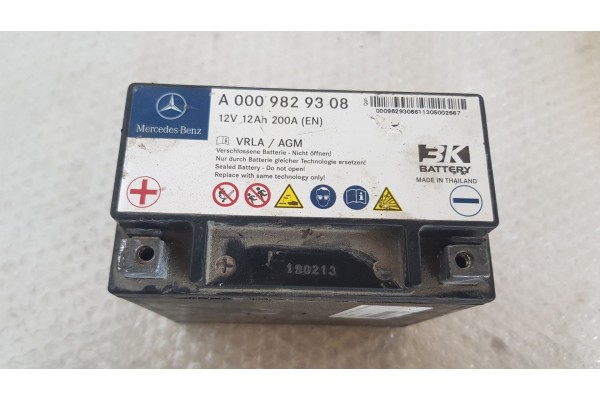 Mercedes-Benz
A 000 982 93 08
12V 12Ah 200A (EN)
VRLA / AGM
Verschlossene Batterie - Nicht öffnen!
Nur durch Batterie gleicher Technologie ersetzen!
Sealed Battery - Do not open!
Replace with same technology only!
0009829308611306002667
3K
BATTERY
MADE IN THAILAND
180213